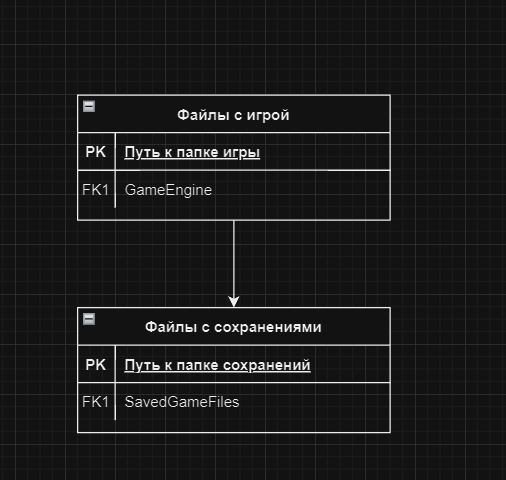 Файлы с игрой
PK Путь к папке игры
FK1 GameEngine
Файлы с сохранениями
PK Путь к папке сохранений
FK1 SavedGameFiles